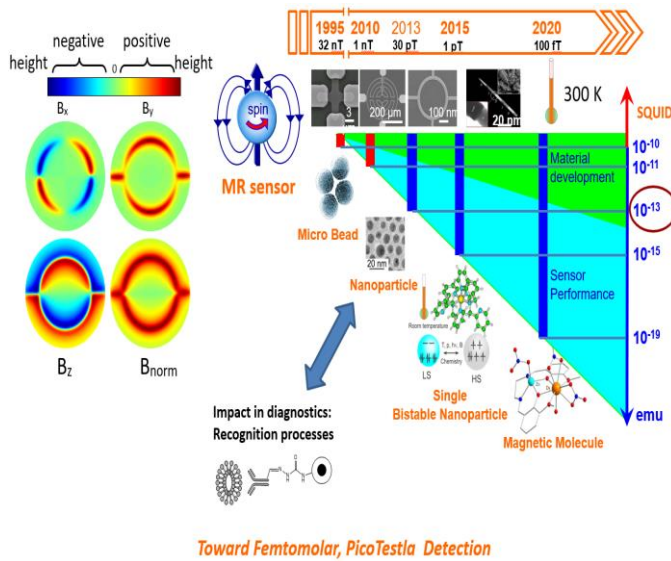 negative positive
height 0 height
Bx By
Bz Bnorm
1995 2010 2013 2015 2020
32 nT 1 nT 30 pT 1 pT 100 fT
spin
MR sensor
3
200 μm
100 nm
20 nm
300 K
SQUID
10-10
10-11
10-13
10-15
10-19
emu
Material
development
Sensor
Performance
Micro Bead
20 nm
Nanoparticle
Room temperature
T, p, hν, B
Chemistry
LS HS
Single
Bistable Nanoparticle
Magnetic Molecule
Impact in diagnostics:
Recognition processes
Toward Femtomolar, PicoTestla Detection